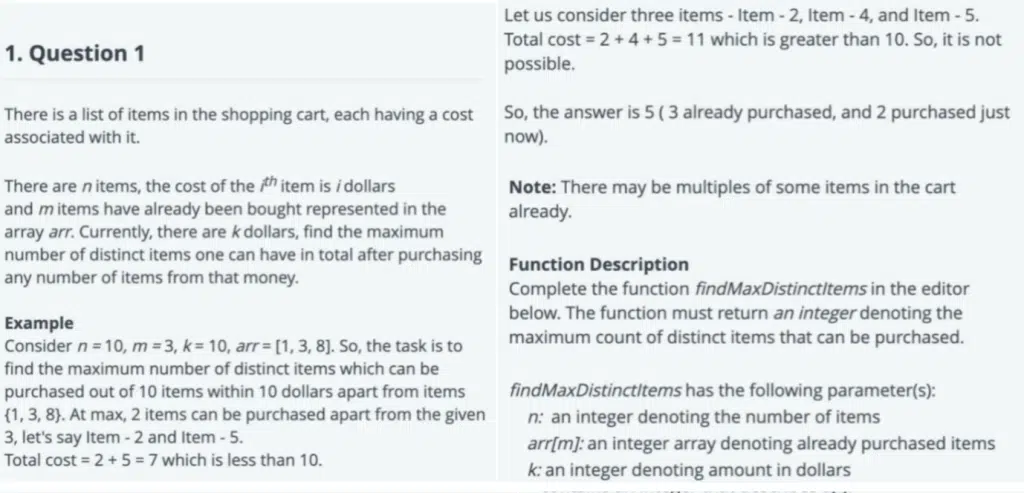 1. Question 1
There is a list of items in the shopping cart, each having a cost
associated with it.
There are n items, the cost of the ith item is i dollars
and m items have already been bought represented in the
array arr. Currently, there are k dollars, find the maximum
number of distinct items one can have in total after purchasing
any number of items from that money.
Example
Consider n = 10, m = 3, k = 10, arr = [1, 3, 8]. So, the task is to
find the maximum number of distinct items which can be
purchased out of 10 items within 10 dollars apart from items
{1, 3, 8}. At max, 2 items can be purchased apart from the given
3, let's say Item - 2 and Item - 5.
Total cost = 2 + 5 = 7 which is less than 10.
Let us consider three items - Item - 2, Item - 4, and Item - 5.
Total cost = 2 + 4 + 5 = 11 which is greater than 10. So, it is not
possible.
So, the answer is 5 ( 3 already purchased, and 2 purchased just
now).
Note: There may be multiples of some items in the cart
already.
Function Description
Complete the function findMaxDistinctItems in the editor
below. The function must return an integer denoting the
maximum count of distinct items that can be purchased.
findMaxDistinctItems has the following parameter(s):
n: an integer denoting the number of items
arr[m]: an integer array denoting already purchased items
k: an integer denoting amount in dollars